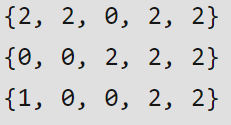 {2, 2, 0, 2, 2}
{0, 0, 2, 2, 2}
{1, 0, 0, 2, 2}